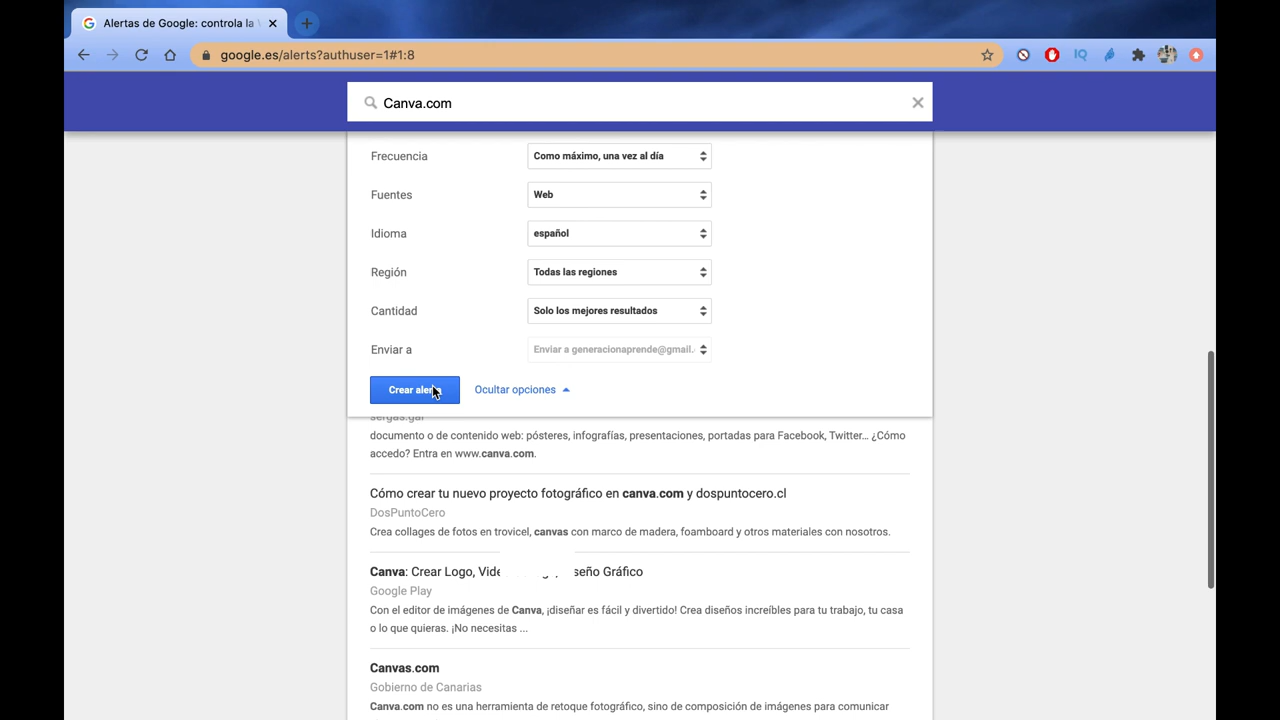 Alertas de Google: controla la
google.es/alerts?authuser=1#1:8
Canva.com
Frecuencia Como máximo, una vez al día
Fuentes Web
Idioma español
Región Todas las regiones
Cantidad Solo los mejores resultados
Enviar a Enviar a generacionaprende@gmail.
Crear Ocultar opciones
sergas.gal
documento o de contenido web: pósteres, infografías, presentaciones, portadas para Facebook, Twitter... ¿Cómo
accedo? Entra en www.canva.com.
Cómo crear tu nuevo proyecto fotográfico en canva.com y dospuntocero.cl
DosPuntoCero
Crea collages de fotos en trovicel, canvas con marco de madera, foamboard y otros materiales con nosotros.
Canva: Crear Logo, Gráfico
Google Play
Con el editor de imágenes de Canva, ¡diseñar es fácil y divertido! Crea diseños increíbles para tu trabajo, tu casa
o lo que quieras. ¡No necesitas ...
Canvas.com
Gobierno de Canarias
Canva.com no es una herramienta de retoque fotográfico, sino de composición de imágenes para comunicar